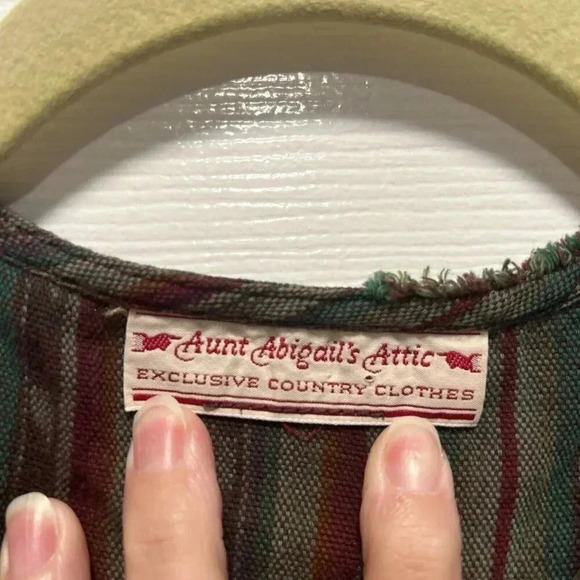 Aunt Abigail's Attic
EXCLUSIVE COUNTRY CLOTHES